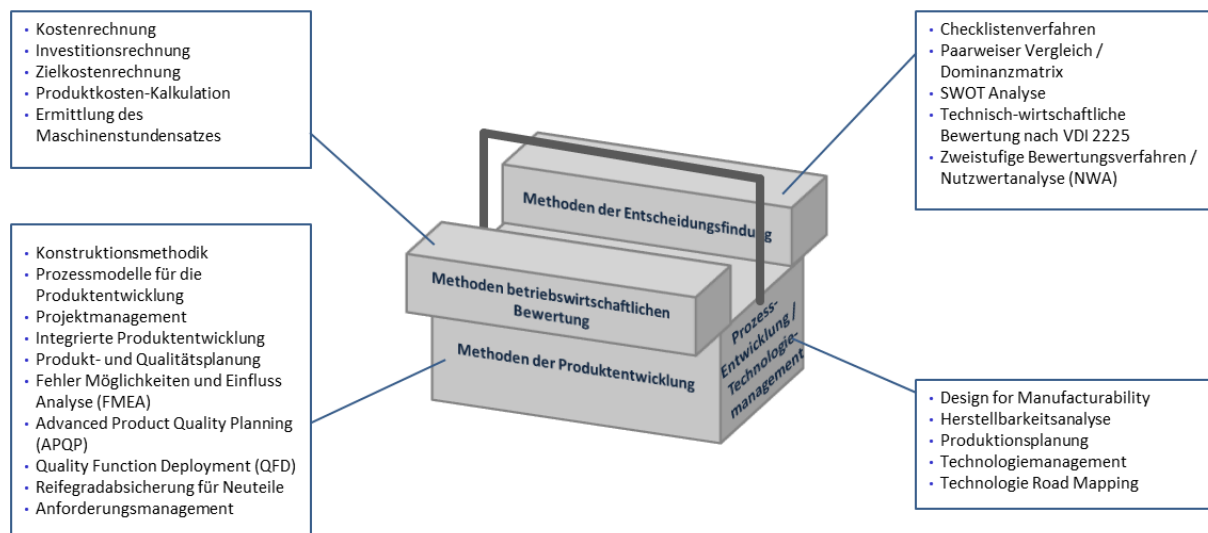 · Kostenrechnung
· Investitionsrechnung
· Zielkostenrechnung
· Produktkosten-Kalkulation
· Ermittlung des
Maschinenstundensatzes
· Checklistenverfahren
· Paarweiser Vergleich /
Dominanzmatrix
· SWOT Analyse
· Technisch-wirtschaftliche
Bewertung nach VDI 2225
· Zweistufige Bewertungsverfahren /
Nutzwertanalyse (NWA)
Methoden der Entscheidungsfindung
Methoden betriebswirtschaftlichen
Bewertung
Methoden der Produktentwicklung
Prozess-
Entwicklung /
Technologie-
management
· Konstruktionsmethodik
· Prozessmodelle für die
Produktentwicklung
· Projektmanagement
· Integrierte Produktentwicklung
· Produkt- und Qualitätsplanung
· Fehler Möglichkeiten und Einfluss
Analyse (FMEA)
· Advanced Product Quality Planning
(APQP)
· Quality Function Deployment (QFD)
· Reifegradabsicherung für Neuteile
· Anforderungsmanagement
· Design for Manufacturability
· Herstellbarkeitsanalyse
· Produktionsplanung
· Technologiemanagement
· Technologie Road Mapping